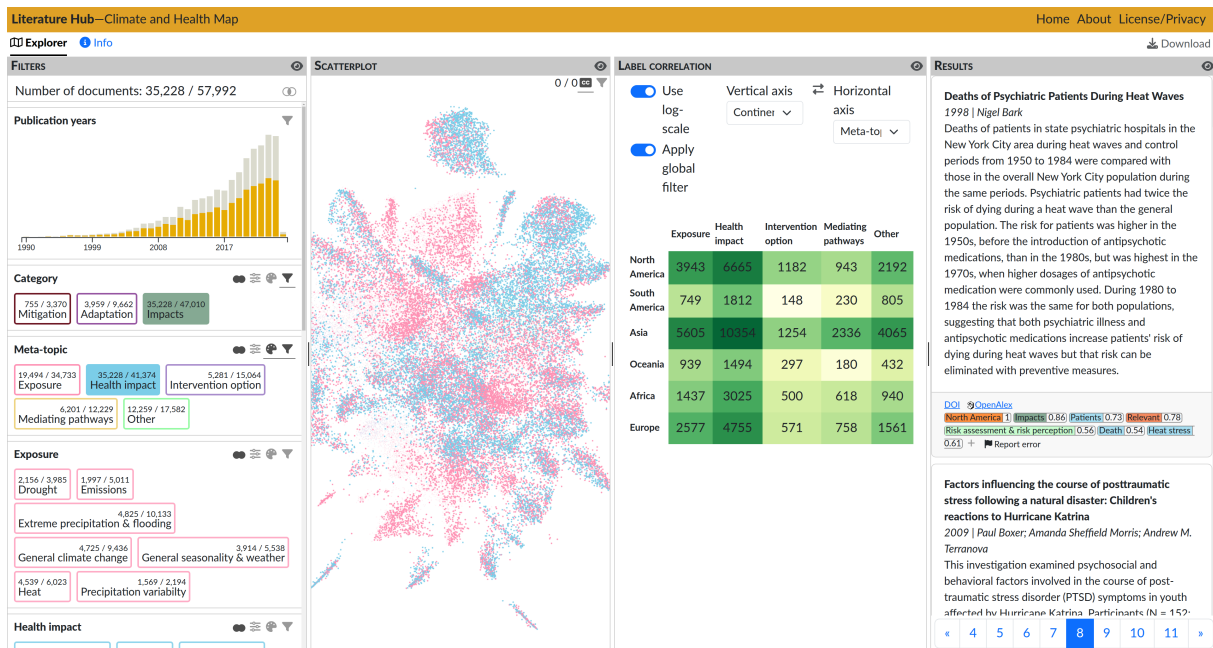 Literature Hub—Climate and Health Map
Home About License/Privacy
Explorer Info
Download
FILTERS
Number of documents: 35,228 / 57,992
Publication years
1990 1999 2008 2017
Category
755 / 3,370 3,959 / 9,662 35,228 / 47,010
Mitigation Adaptation Impacts
Meta-topic
19,494 / 34,733 35,228 / 41,374 5,281 / 15,064
Exposure Health impact Intervention option
6,201 / 12,229 12,259 / 17,582
Mediating pathways Other
Exposure
2,156 / 3,985 1,997 / 5,011
Drought Emissions
4,825 / 10,133
Extreme precipitation & flooding
4,725 / 9,436 3,914 / 5,538
General climate change General seasonality & weather
4,539 / 6,023 1,569 / 2,194
Heat Precipitation variabilty
Health impact
SCATTERPLOT
0 / 0
LABEL CORRELATION
Use
log-
scale
Apply
global
filter
Vertical axis
Continer
Horizontal
axis
Meta-to
Exposure Health impact Intervention option Mediating pathways Other
North America 3943 6665 1182 943 2192
South America 749 1812 148 230 805
Asia 5605 10354 1254 2336 4065
Oceania 939 1494 297 180 432
Africa 1437 3025 500 618 940
Europe 2577 4755 571 758 1561
RESULTS
Deaths of Psychiatric Patients During Heat Waves
1998 | Nigel Bark
Deaths of patients in state psychiatric hospitals in the
New York City area during heat waves and control
periods from 1950 to 1984 were compared with
those in the overall New York City population during
the same periods. Psychiatric patients had twice the
risk of dying during a heat wave than the general
population. The risk for patients was higher in the
1950s, before the introduction of antipsychotic
medications, than in the 1980s, but was highest in the
1970s, when higher dosages of antipsychotic
medication were commonly used. During 1980 to
1984 the risk was the same for both populations,
suggesting that both psychiatric illness and
antipsychotic medications increase patients' risk of
dying during heat waves but that risk can be
eliminated with preventive measures.
DOI OpenAlex
North America 1 Impacts 0.86 Patients 0.73 Relevant 0.78
Risk assessment & risk perception 0.56 Death 0.54 Heat stress
0.61 + Report error
Factors influencing the course of posttraumatic
stress following a natural disaster: Children's
reactions to Hurricane Katrina
2009 | Paul Boxer; Amanda Sheffield Morris; Andrew M.
Terranova
This investigation examined psychosocial and
behavioral factors involved in the course of post-
traumatic stress disorder (PTSD) symptoms in youth
affected by Hurricane Katrina. Participants (N = 152;
« 4 5 6 7 8 9 10 11 »